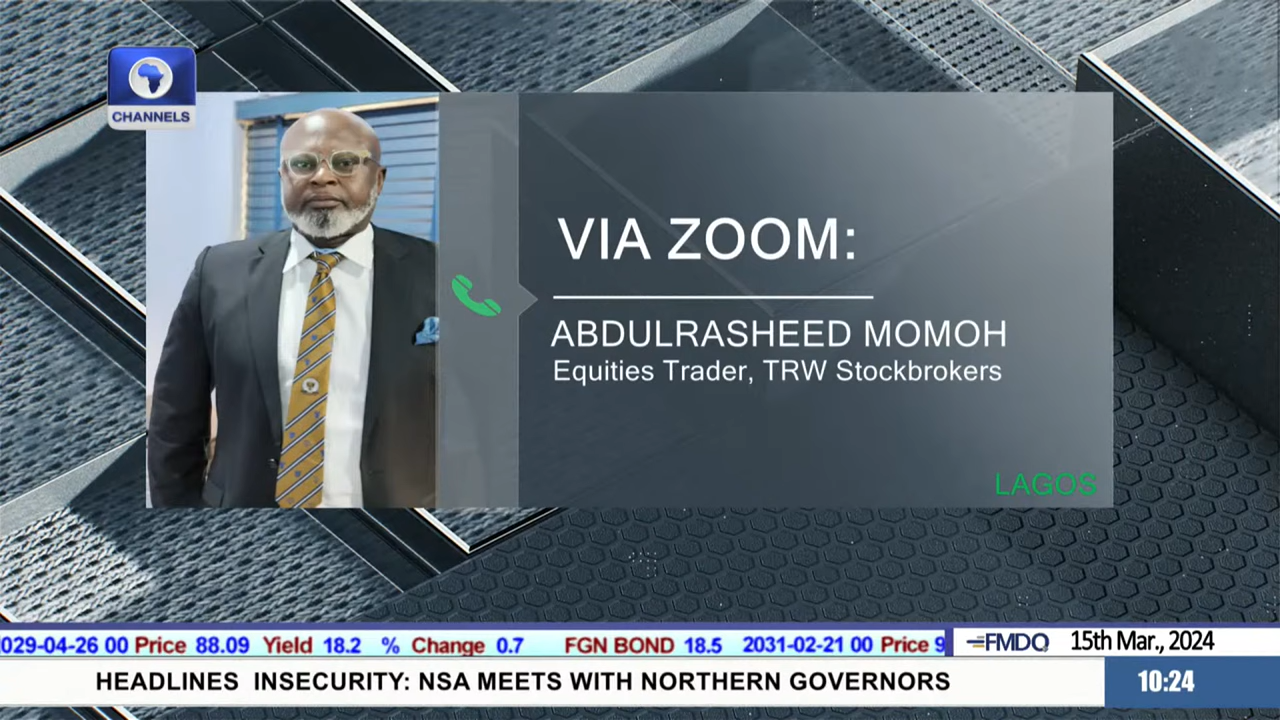 CHANNELS
VIA ZOOM:
ABDULRASHEED MOMOH
Equities Trader, TRW Stockbrokers
LAGOS
029-04-26 00 Price 88.09 Yield 18.2 % Change 0.7 FGN BOND 18.5 2031-02-21 00 Price 9
FMDQ 15th Mar., 2024
HEADLINES INSECURITY: NSA MEETS WITH NORTHERN GOVERNORS
10:24